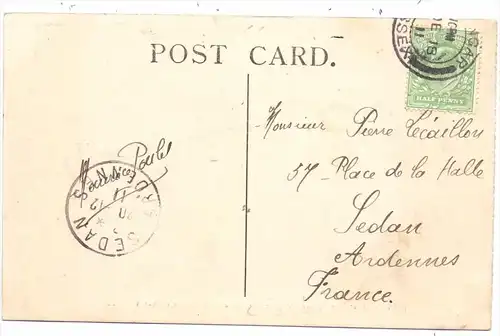 POST CARD.
HALF PENNY
Monsieur Pierre Lécaillon
57 Place de la Halle
Sedan
Ardennes
France.
SEDAN